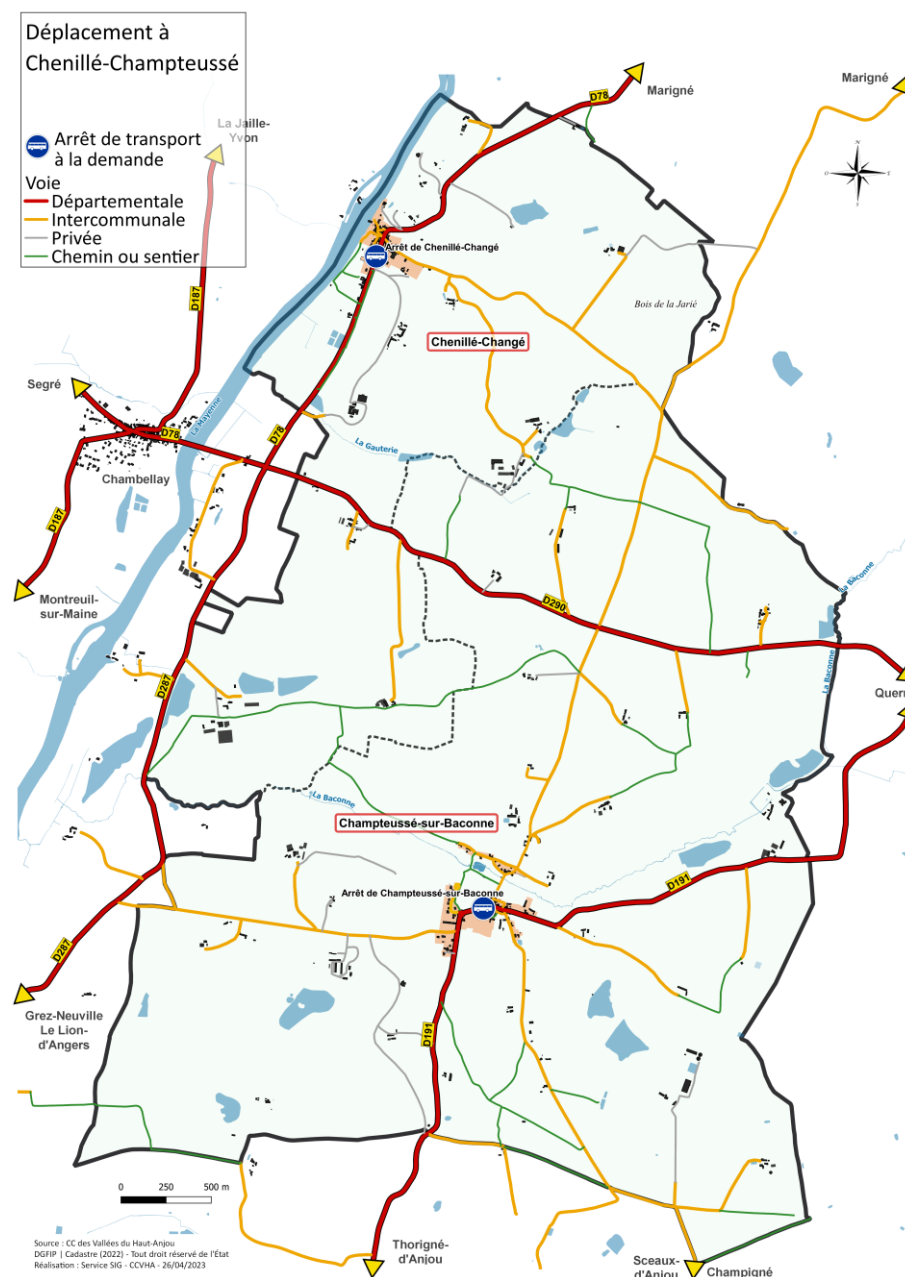 Déplacement à
Chenillé-Champteussé
Arrêt de transport
à la demande
Voie
Départementale
Intercommunale
Privée
Chemin ou sentier
La Jaille-
Yvon
D187
D78
Marigné
Marigné
N
O
E
S
Arrêt de Chenillé-Changé
Bois de la Jarié
Chenillé-Changé
Segré
La Mayenne
D78
D78
La Gauterie
Chambellay
D187
Montreuil-
sur-Maine
La Baconne
D290
La Baconne
D287
La Baconne
Champteussé-sur-Baconne
D191
Arrêt de Champteussé-sur-Baconne
D287
Grez-Neuville
Le Lion-
d'Angers
D191
0 250 500 m
Thorigné-
d'Anjou
Sceaux-
d'Anjou
Champigné
Source : CC des Vallées du Haut-Anjou
DGFIP | Cadastre (2022) - Tout droit réservé de l'État
Réalisation : Service SIG - CCVHA - 26/04/2023